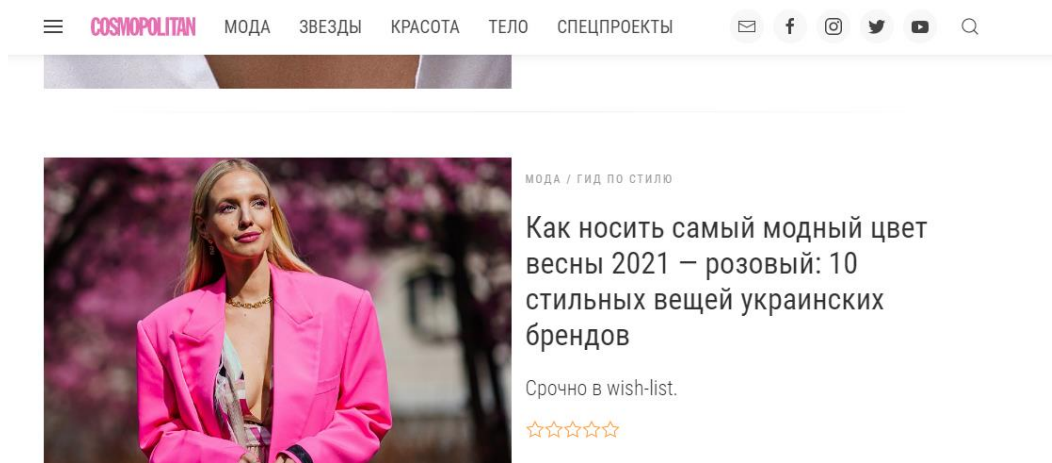 COSMOPOLITAN МОДА ЗВЕЗДЫ КРАСОТА ТЕЛО СПЕЦПРОЕКТЫ
МОДА / ГИД ПО СТИЛЮ
Как носить самый модный цвет
весны 2021 — розовый: 10
стильных вещей украинских
брендов
Срочно в wish-list.